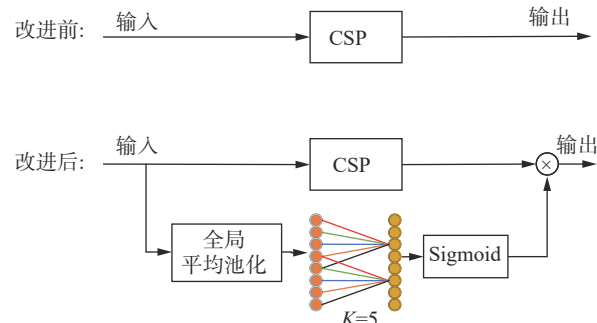 改进前:
输入
CSP
输出
改进后:
输入
CSP
输出
×
全局
平均池化
Sigmoid
K=5